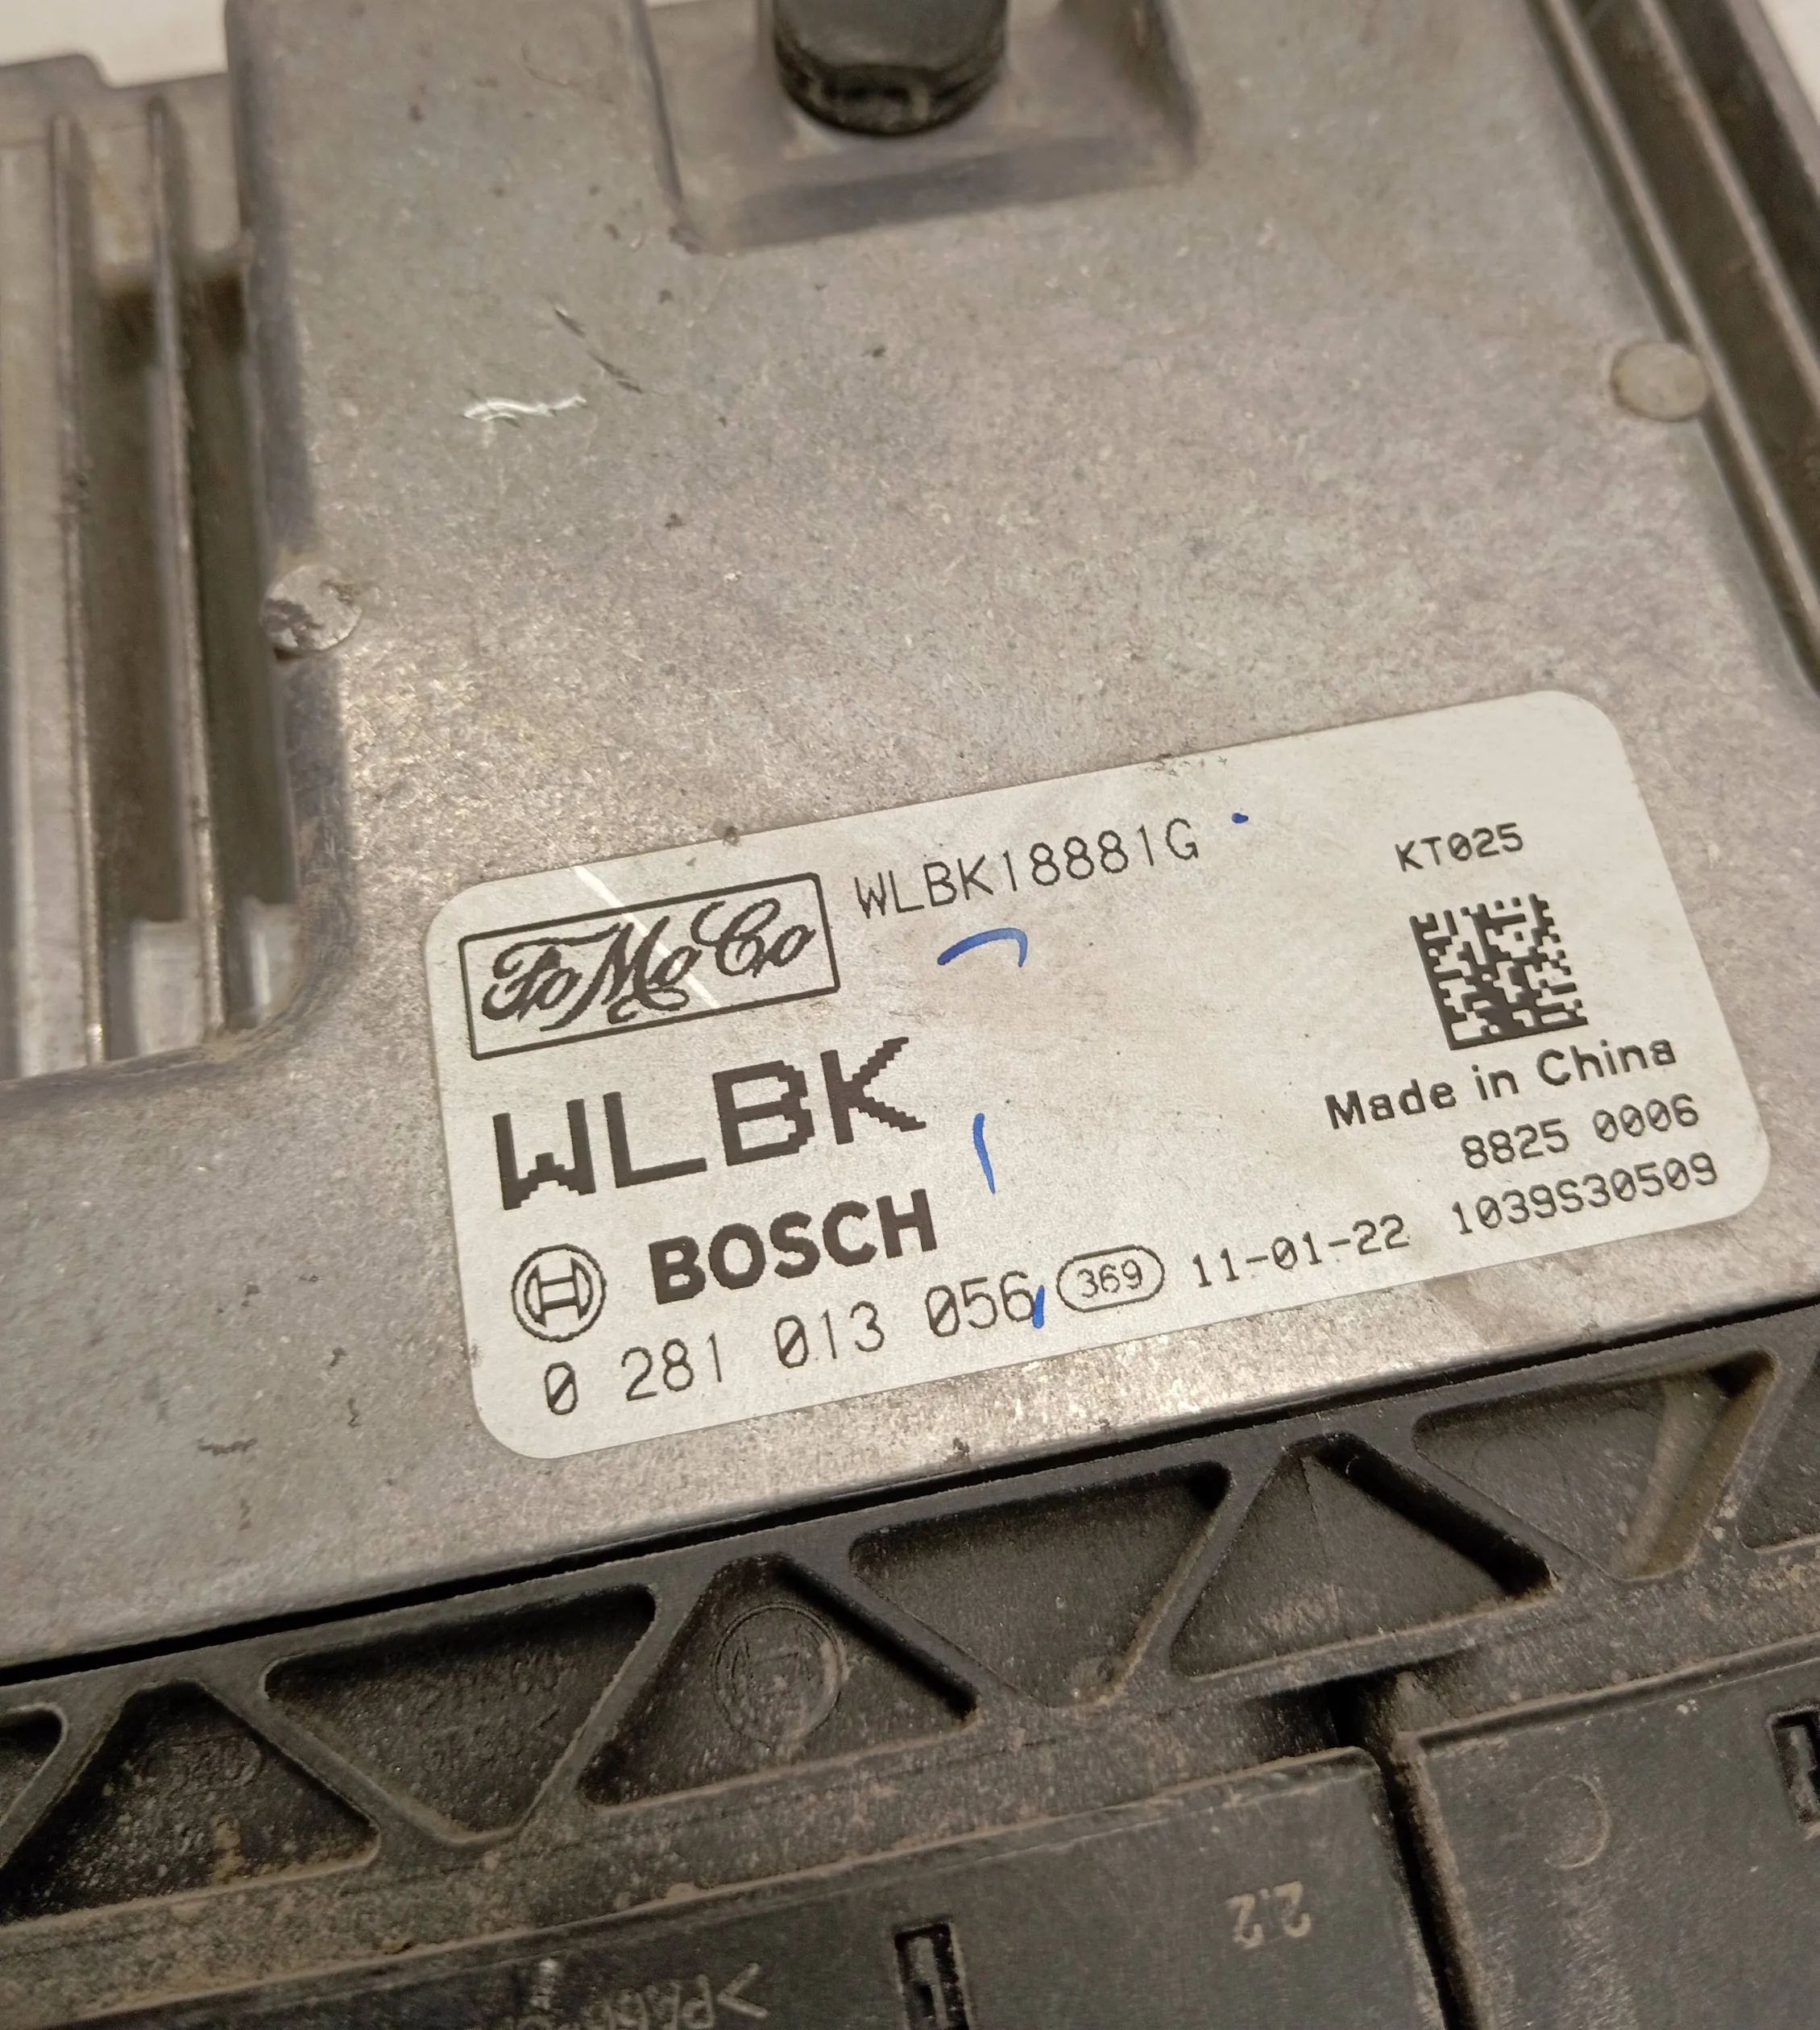 FoMoCo WLBK18881G
KT025
WLBK
Made in China
8825 0006
BOSCH
0 281 013 056 369 11-01-22 1039S30509
2.2